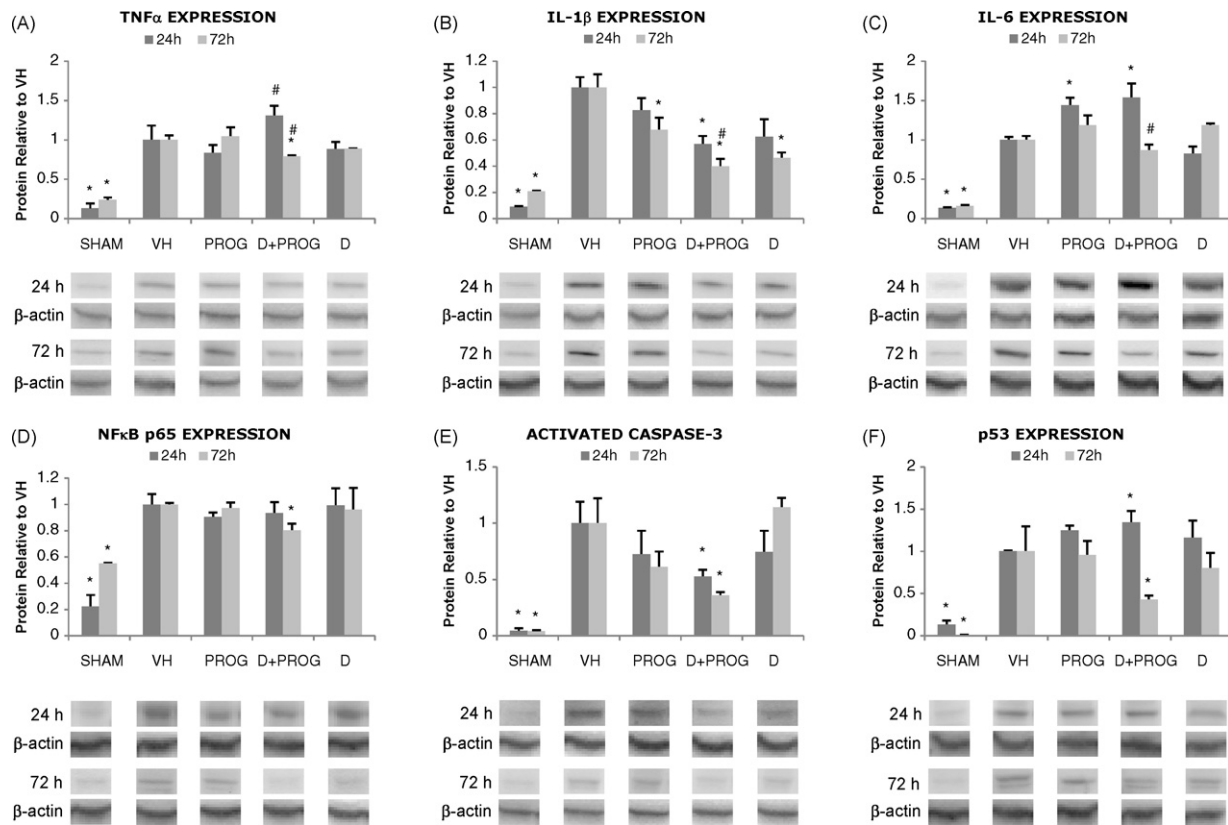 (A) TNFα EXPRESSION
24h 72h
Protein Relative to VH
2
1.5
1
0.5
0
* * # # *
SHAM VH PROG D+PROG D
24 h
β-actin
72 h
β-actin
(B) IL-1β EXPRESSION
24h 72h
Protein Relative to VH
1.2
1
0.8
0.6
0.4
0.2
0
* * * * # * *
SHAM VH PROG D+PROG D
24 h
β-actin
72 h
β-actin
(C) IL-6 EXPRESSION
24h 72h
Protein Relative to VH
2
1.5
1
0.5
0
* * * * #
SHAM VH PROG D+PROG D
24 h
β-actin
72 h
β-actin
(D) NFκB p65 EXPRESSION
24h 72h
Protein Relative to VH
1.2
1
0.8
0.6
0.4
0.2
0
* * *
SHAM VH PROG D+PROG D
24 h
β-actin
72 h
β-actin
(E) ACTIVATED CASPASE-3
24h 72h
Protein Relative to VH
1.5
1
0.5
0
* * * *
SHAM VH PROG D+PROG D
24 h
β-actin
72 h
β-actin
(F) p53 EXPRESSION
24h 72h
Protein Relative to VH
2
1.5
1
0.5
0
* * * *
SHAM VH PROG D+PROG D
24 h
β-actin
72 h
β-actin